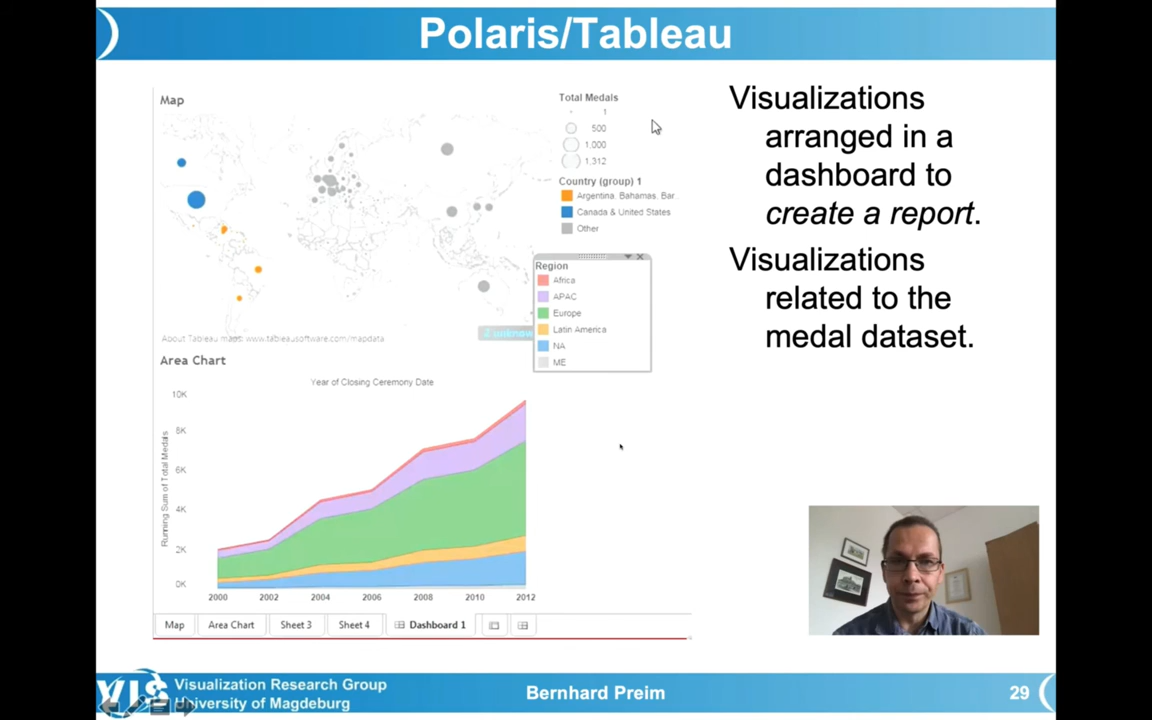 Polaris/Tableau
Map
Total Medals
1
500
1,000
1,312
Country (group) 1
Argentina, Bahamas, Bar..
Canada & United States
Other
Region
Africa
APAC
Europe
Latin America
NA
ME
2 unknow
About Tableau maps: www.tableausoftware.com/mapdata
Area Chart
Year of Closing Ceremony Date
Running Sum of Total Medals
10K
8K
6K
4K
2K
0K
2000 2002 2004 2006 2008 2010 2012
Map Area Chart Sheet 3 Sheet 4 Dashboard 1
Visualizations
arranged in a
dashboard to
create a report.
Visualizations
related to the
medal dataset.
VIS
Visualization Research Group
University of Magdeburg
Bernhard Preim
29